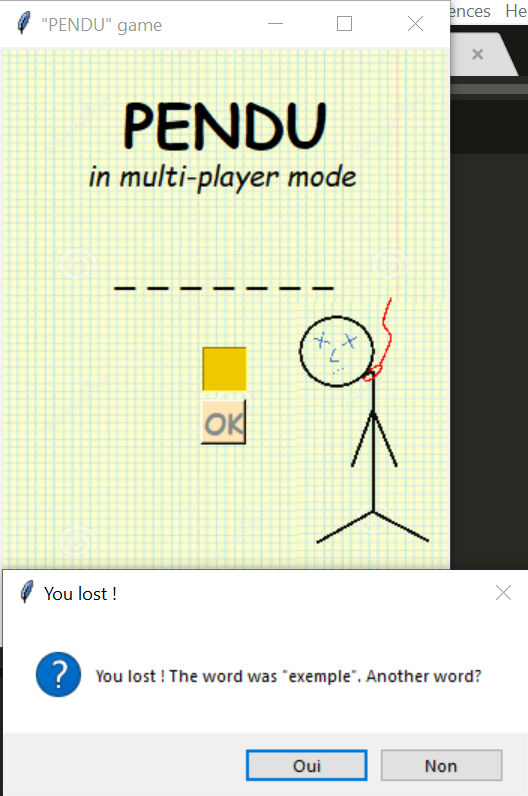 "PENDU" game
ences He
PENDU
in multi-player mode
_ _ _ _ _ _ _
OK
You lost !
You lost ! The word was "exemple". Another word?
Oui
Non